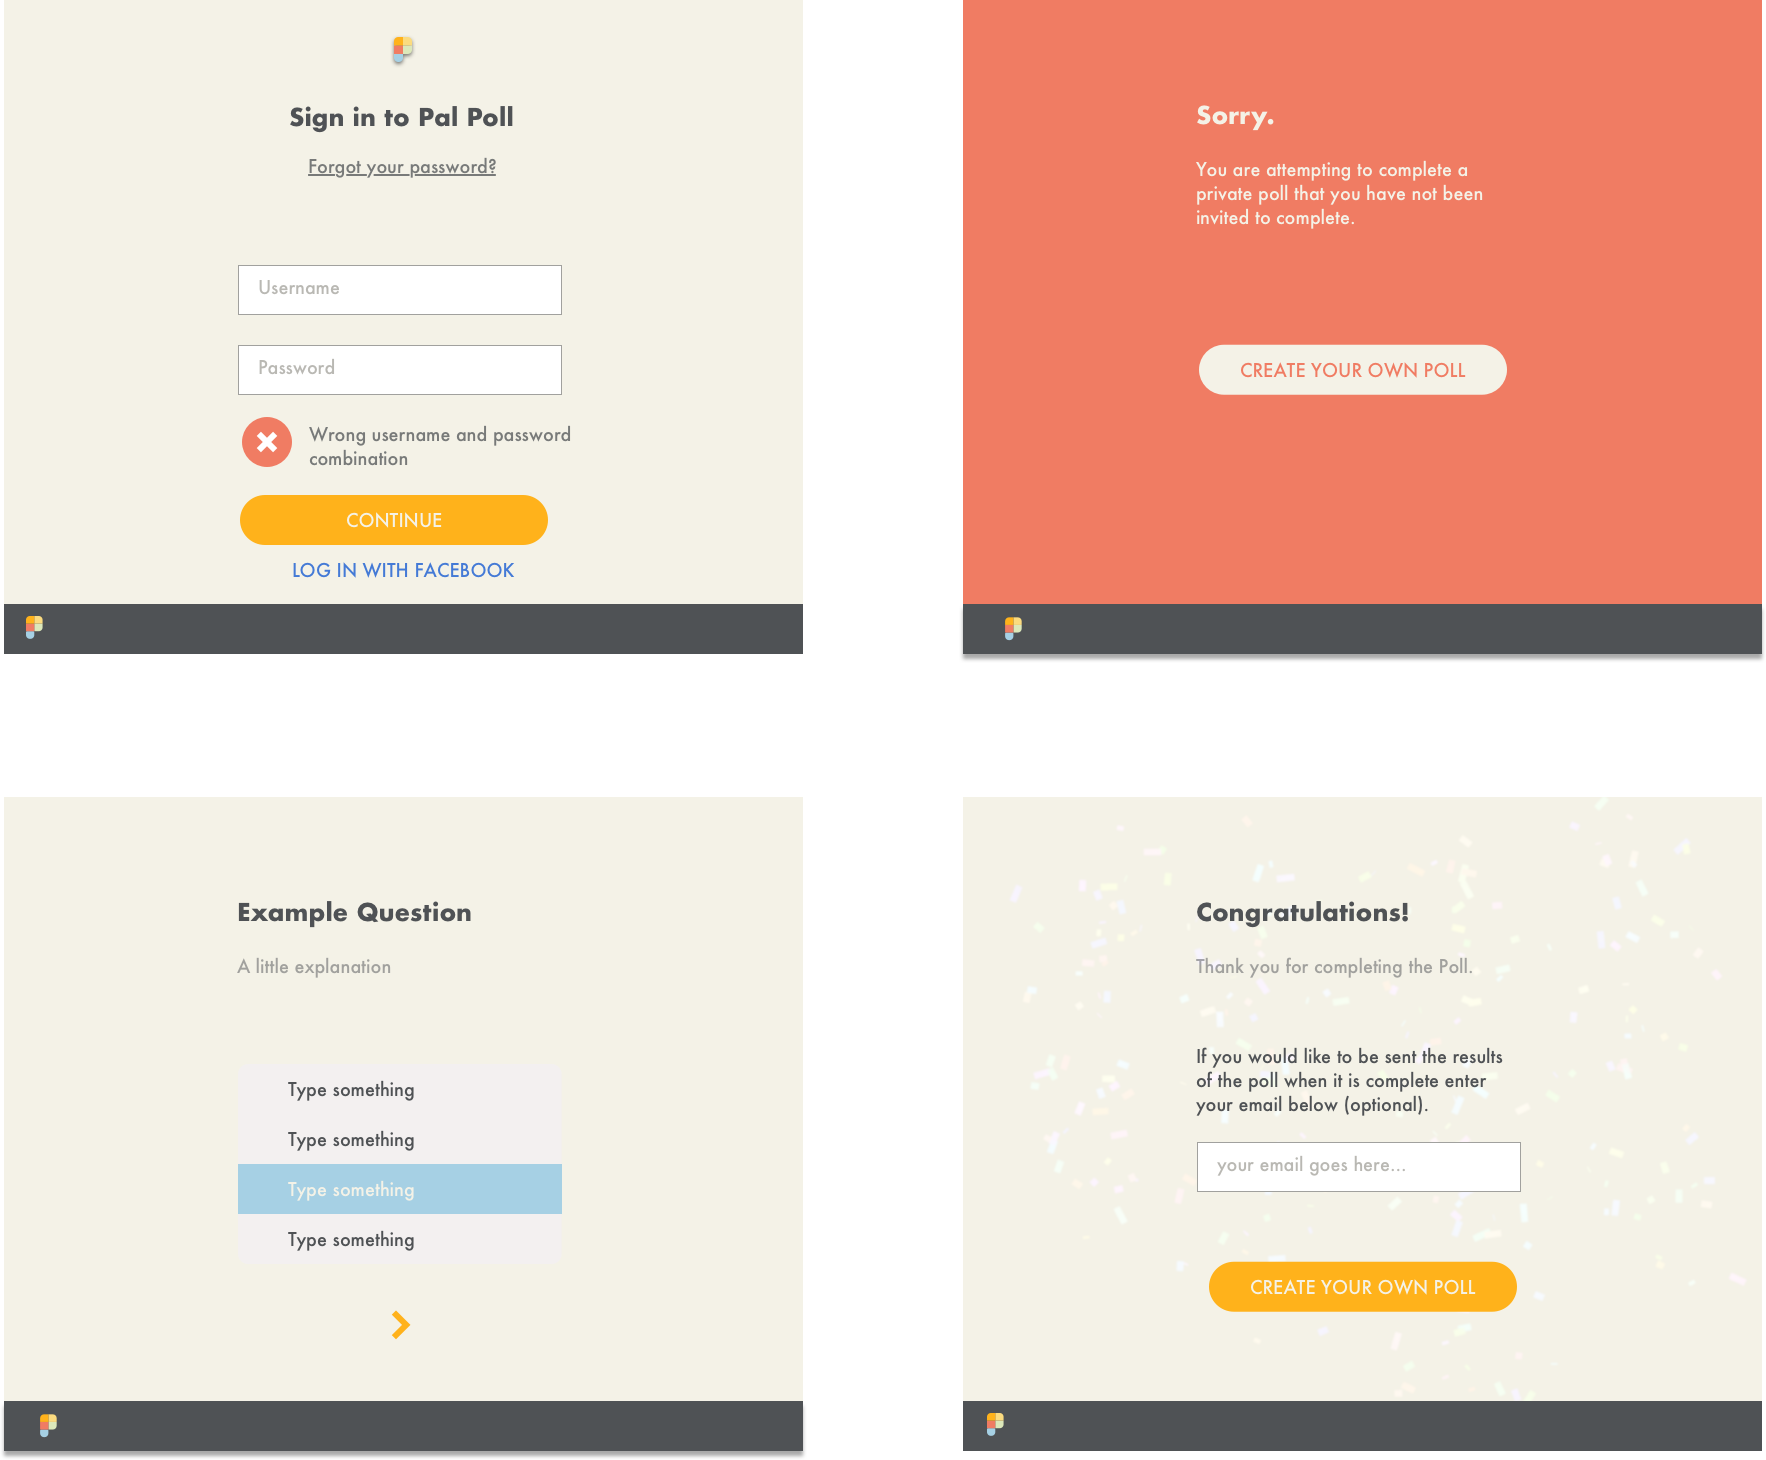 Sign in to Pal Poll
Forgot your password?
Username
Password
Wrong username and password
combination
CONTINUE
LOG IN WITH FACEBOOK
Sorry.
You are attempting to complete a
private poll that you have not been
invited to complete.
CREATE YOUR OWN POLL
Example Question
A little explanation
Type something
Type something
Type something
Type something
Congratulations!
Thank you for completing the Poll.
If you would like to be sent the results
of the poll when it is complete enter
your email below (optional).
your email goes here...
CREATE YOUR OWN POLL